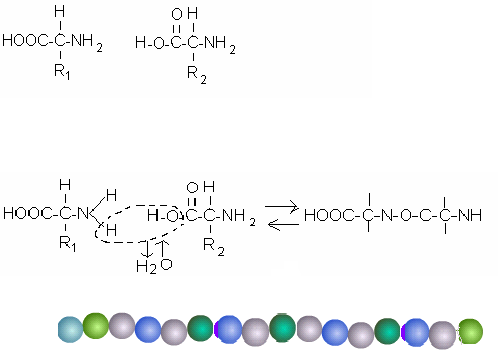 H
HOOC-C-NH2
R1
O H
H-O-C-C-NH2
R2
H
HOOC-C-N
H
H
R1
O H
H-O-C-C-NH2
R2
H2O
HOOC-C-N-O-C-C-NH